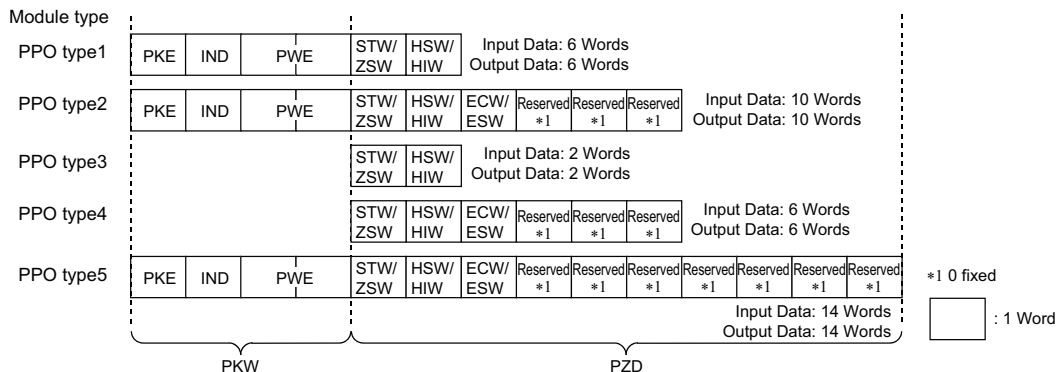 Module type
PPO type1
PKE IND PWE STW/ HSW/
ZSW HIW
Input Data: 6 Words
Output Data: 6 Words
PPO type2
PKE IND PWE STW/ HSW/ ECW/ Reserved Reserved Reserved
ZSW HIW ESW *1 *1 *1
Input Data: 10 Words
Output Data: 10 Words
PPO type3
STW/ HSW/
ZSW HIW
Input Data: 2 Words
Output Data: 2 Words
PPO type4
STW/ HSW/ ECW/ Reserved Reserved Reserved
ZSW HIW ESW *1 *1 *1
Input Data: 6 Words
Output Data: 6 Words
PPO type5
PKE IND PWE STW/ HSW/ ECW/ Reserved Reserved Reserved Reserved Reserved Reserved Reserved
ZSW HIW ESW *1 *1 *1 *1 *1 *1 *1
Input Data: 14 Words
Output Data: 14 Words
*1 0 fixed
: 1 Word
PKW PZD